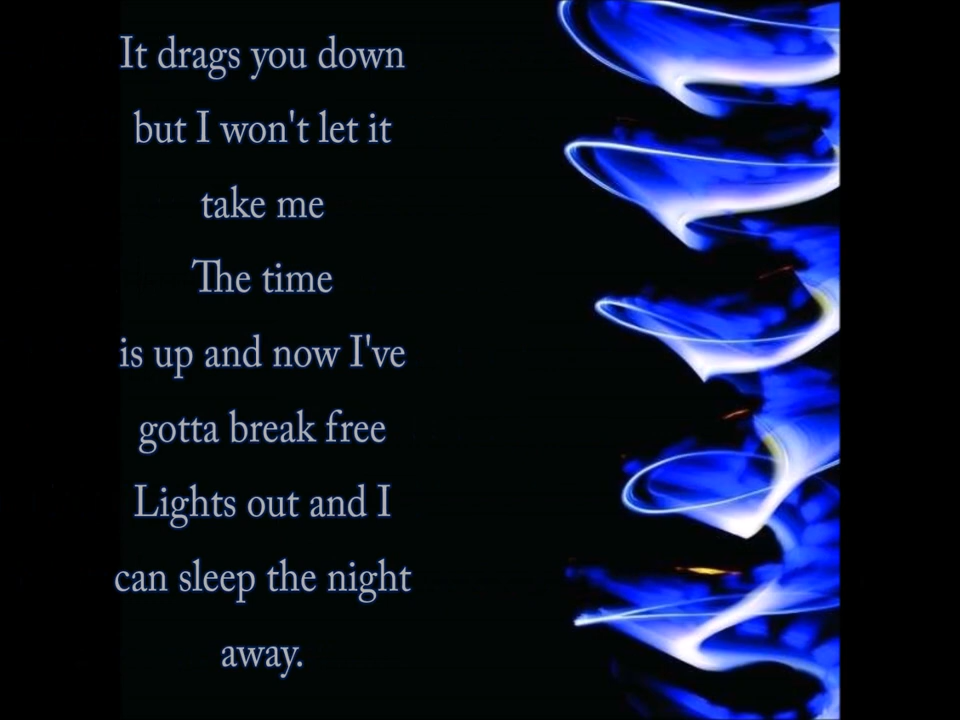 It drags you down
but I won't let it
take me
The time
is up and now I've
gotta break free
Lights out and I
can sleep the night
away.